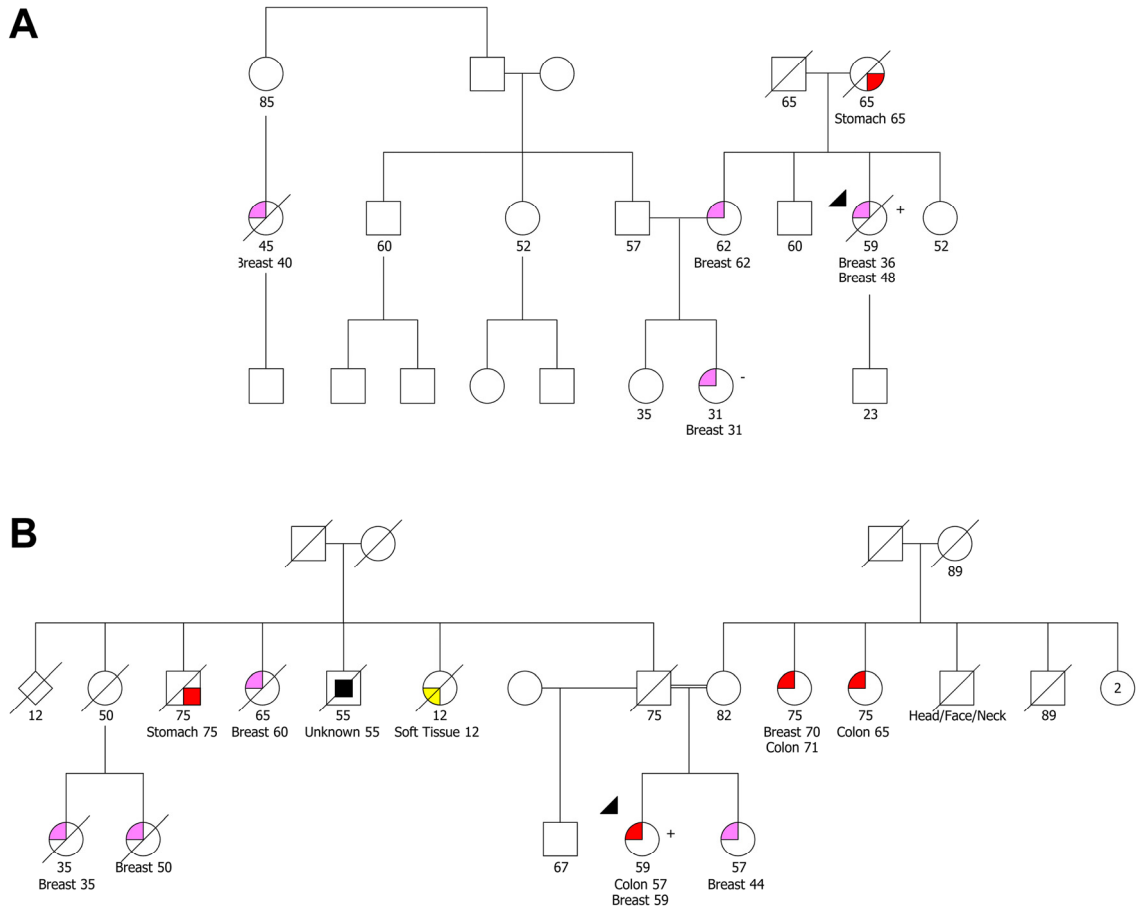 A
85
65
65
Stomach 65
45
Breast 40
60
52
57
62
Breast 62
60
59
+
Breast 36
Breast 48
52
35
31
-
Breast 31
23
B
89
12
50
75
Stomach 75
65
Breast 60
55
Unknown 55
12
Soft Tissue 12
75
82
75
Breast 70
Colon 71
75
Colon 65
Head/Face/Neck
89
2
35
Breast 35
Breast 50
67
59
+
Colon 57
Breast 59
57
Breast 44